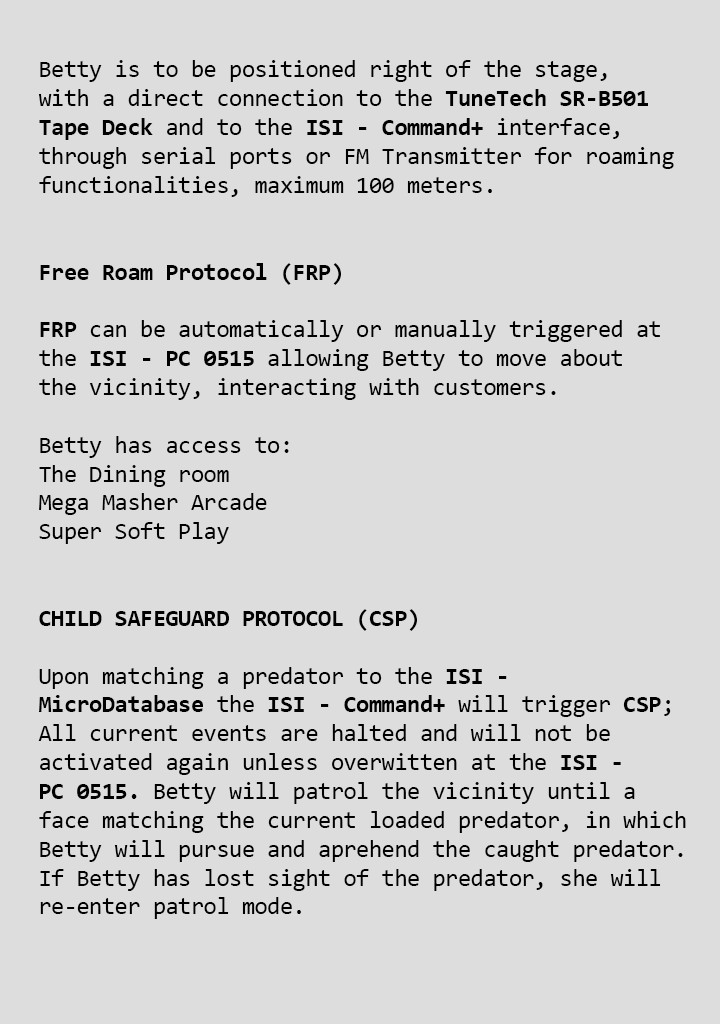 Betty is to be positioned right of the stage,
with a direct connection to the TuneTech SR-B501
Tape Deck and to the ISI - Command+ interface,
through serial ports or FM Transmitter for roaming
functionalities, maximum 100 meters.
Free Roam Protocol (FRP)
FRP can be automatically or manually triggered at
the ISI - PC 0515 allowing Betty to move about
the vicinity, interacting with customers.
Betty has access to:
The Dining room
Mega Masher Arcade
Super Soft Play
CHILD SAFEGUARD PROTOCOL (CSP)
Upon matching a predator to the ISI -
MicroDatabase the ISI - Command+ will trigger CSP;
All current events are halted and will not be
activated again unless overwitten at the ISI -
PC 0515. Betty will patrol the vicinity until a
face matching the current loaded predator, in which
Betty will pursue and aprehend the caught predator.
If Betty has lost sight of the predator, she will
re-enter patrol mode.